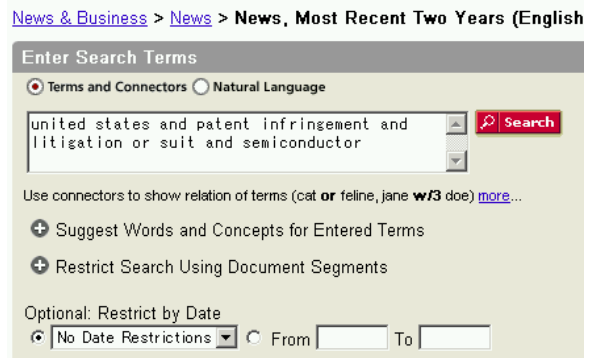 News & Business > News > News, Most Recent Two Years (English
Enter Search Terms
Terms and Connectors Natural Language
united states and patent infringement and
litigation or suit and semiconductor
Search
Use connectors to show relation of terms (cat or feline, jane w/3 doe) more...
Suggest Words and Concepts for Entered Terms
Restrict Search Using Document Segments
Optional: Restrict by Date
No Date Restrictions From To